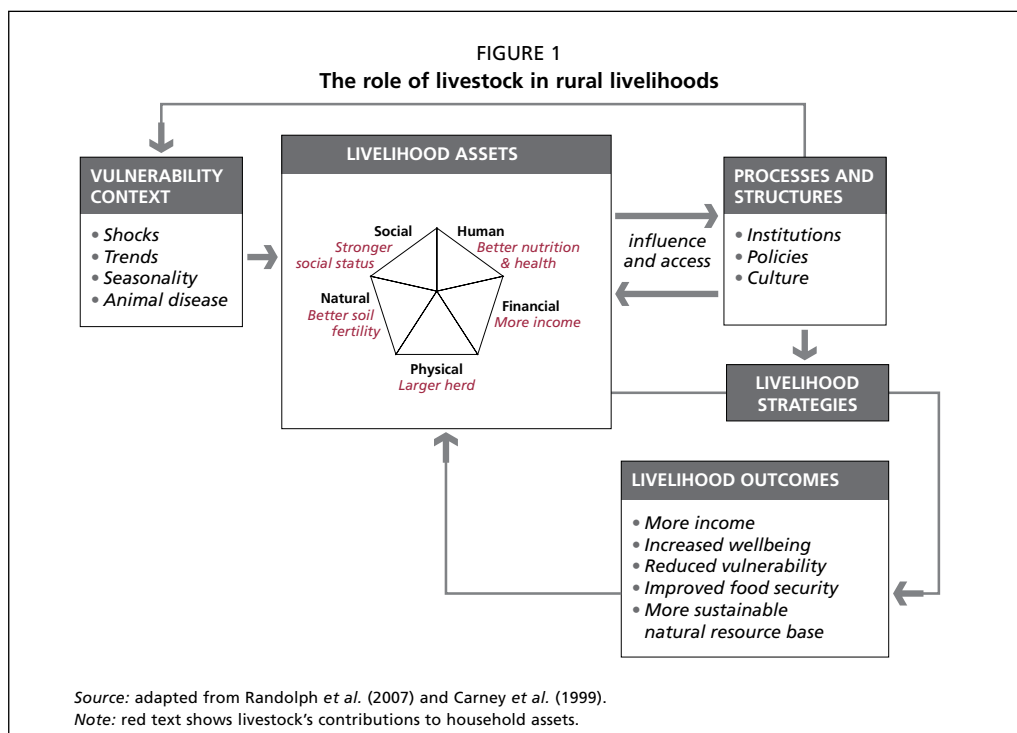 FIGURE 1
The role of livestock in rural livelihoods
VULNERABILITY
CONTEXT
• Shocks
• Trends
• Seasonality
• Animal disease
LIVELIHOOD ASSETS
Social
Stronger
social status
Human
Better nutrition
& health
Natural
Better soil
fertility
Financial
More income
Physical
Larger herd
influence
and access
PROCESSES AND
STRUCTURES
• Institutions
• Policies
• Culture
LIVELIHOOD
STRATEGIES
LIVELIHOOD OUTCOMES
• More income
• Increased wellbeing
• Reduced vulnerability
• Improved food security
• More sustainable
natural resource base
Source: adapted from Randolph et al. (2007) and Carney et al. (1999).
Note: red text shows livestock's contributions to household assets.